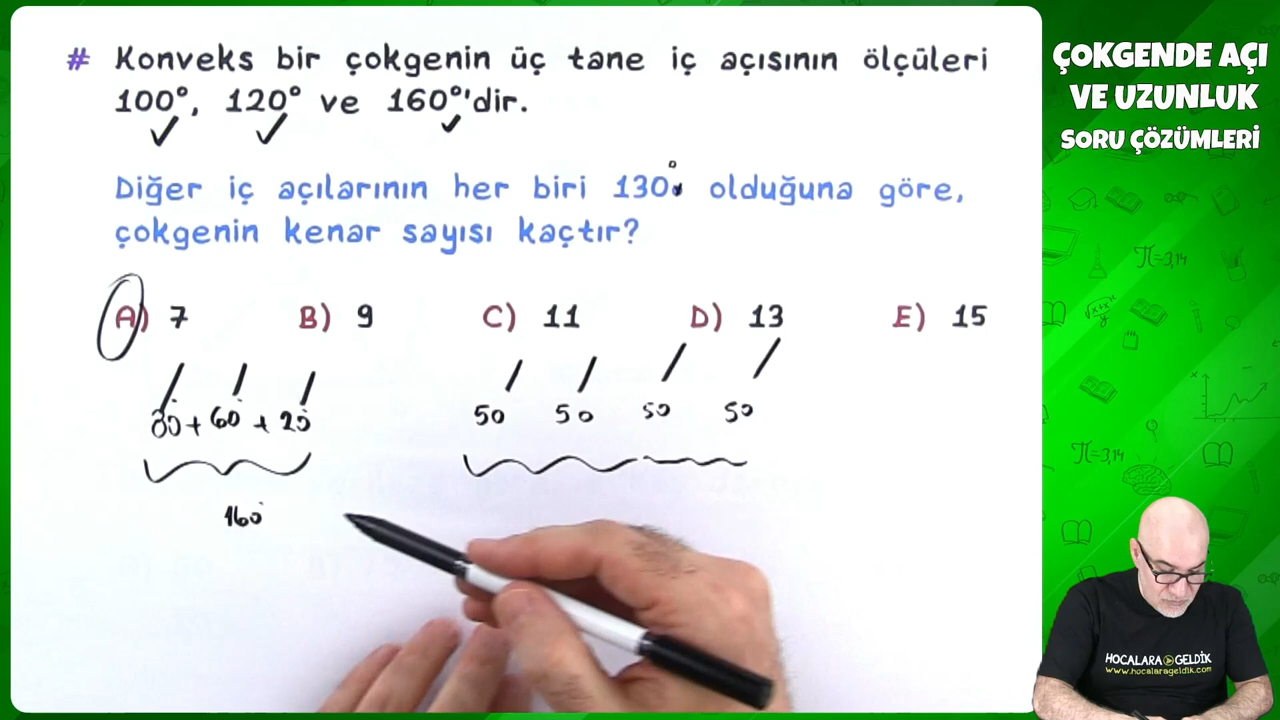 # Konveks bir çokgenin üç tane iç açısının ölçüleri
100°, 120° ve 160°'dir.
Diğer iç açılarının her biri 130° olduğuna göre,
çokgenin kenar sayısı kaçtır?
A) 7 B) 9 C) 11 D) 13 E) 15
80 + 60 + 20 50 50 50 50
160
ÇOKGENDE AÇI
VE UZUNLUK
SORU ÇÖZÜMLERİ
π=3,14
π=3,14
HOCALARA GELDİK
www.hocalarageldik.com